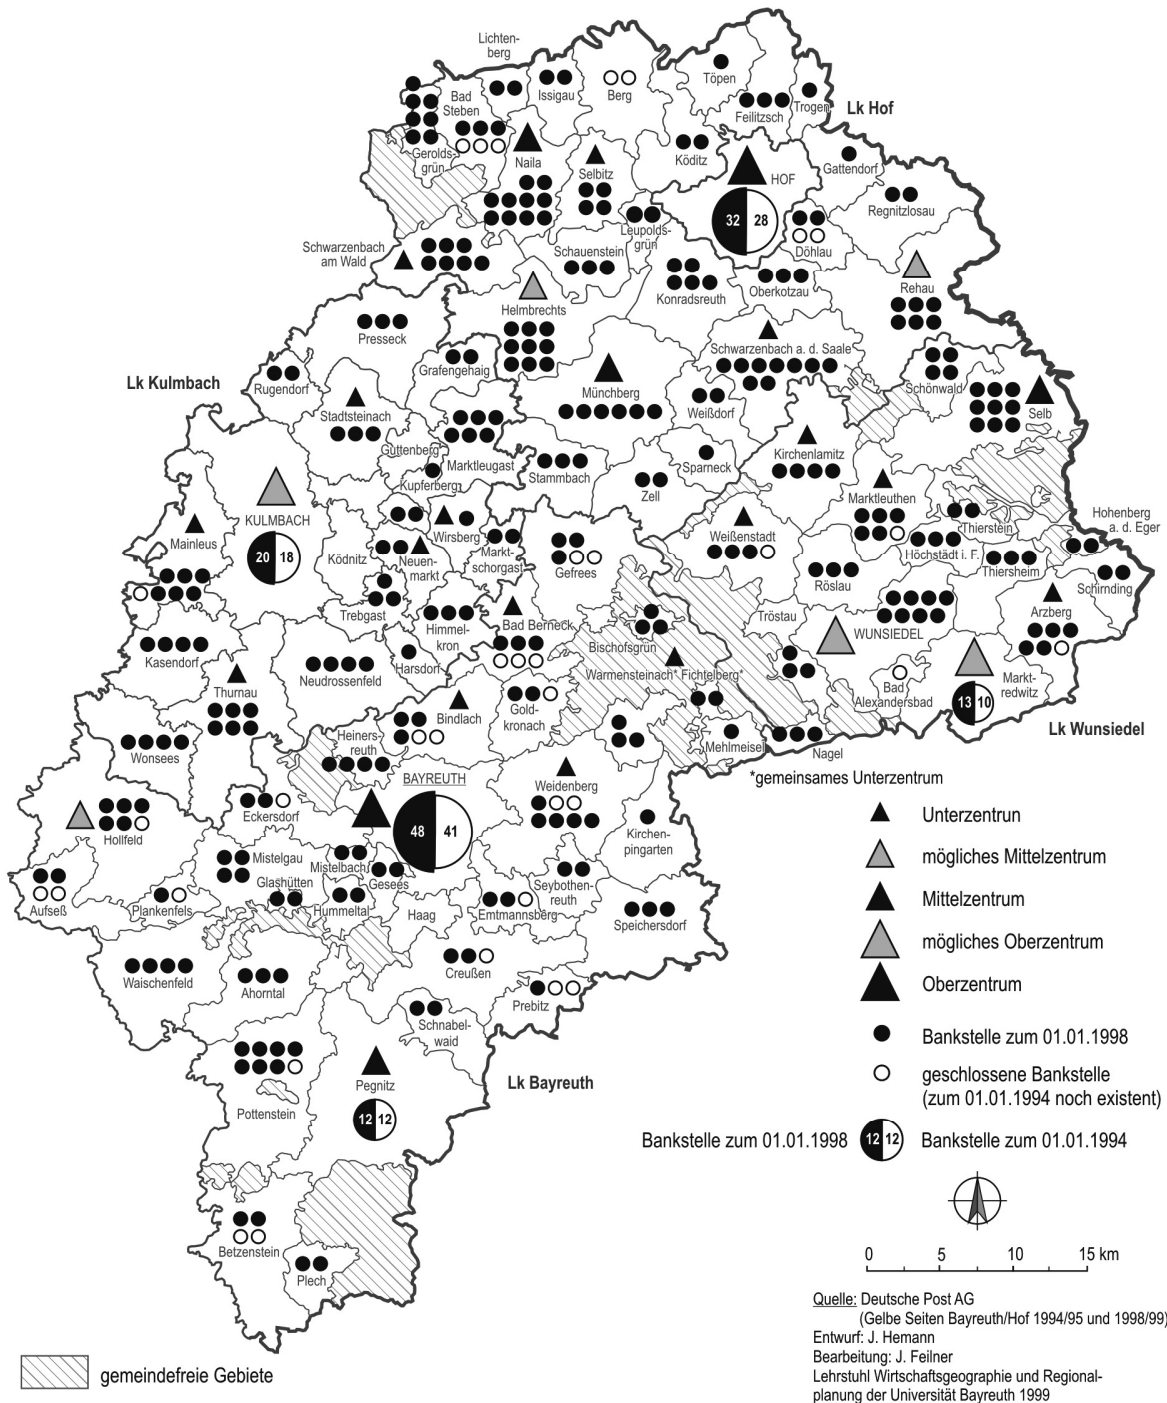 Lichten-
berg
Bad
Steben
Issigau
Berg
Töpen
Feilitzsch
Trogen
Lk Hof
Gerolds-
grün
Naila
Selbitz
Köditz
HOF
32 28
Gattendorf
Regnitzlosau
Leupolds-
grün
Döhlau
Schwarzenbach
am Wald
Schauenstein
Konradsreuth
Oberkotzau
Rehau
Helmbrechts
Presseck
Grafengehaig
Schwarzenbach a. d. Saale
Schönwald
Lk Kulmbach
Rugendorf
Münchberg
Weißdorf
Selb
Stadtsteinach
Guttenberg
Marktleugast
Kupferberg
Stammbach
Sparneck
Zell
Kirchenlamitz
Marktleuthen
KULMBACH
20 18
Mainleus
Wirsberg
Markt-
schorgast
Ködnitz
Neuen-
markt
Gefrees
Weißenstadt
Thierstein
Hohenberg
a. d. Eger
Höchstädt i. F.
Thiersheim
Röslau
Schirnding
Trebgast
Himmel-
kron
Bad Berneck
Bischofsgrün
Tröstau
WUNSIEDEL
Arzberg
Kasendorf
Neudrossenfeld
Harsdorf
Warmensteinach* Fichtelberg*
Bad
Alexandersbad
Markt-
redwitz
13 10
Thurnau
Bindlach
Gold-
kronach
Lk Wunsiedel
Wonsees
Heiners-
reuth
Mehlmeisel
Nagel
*gemeinsames Unterzentrum
BAYREUTH
48 41
Weidenberg
Hollfeld
Eckersdorf
Kirchen-
pingarten
Mistelgau
Mistelbach
Gesees
Glashütten
Hummeltal
Seybothen-
reuth
Aufseß
Plankenfels
Haag
Emtmannsberg
Speichersdorf
Waischenfeld
Ahorntal
Creußen
Prebitz
Schnabel-
waid
Pegnitz
12 12
Lk Bayreuth
Pottenstein
Betzenstein
Plech
Unterzentrun
mögliches Mittelzentrum
Mittelzentrum
mögliches Oberzentrum
Oberzentrum
Bankstelle zum 01.01.1998
geschlossene Bankstelle
(zum 01.01.1994 noch existent)
Bankstelle zum 01.01.1998 12 12 Bankstelle zum 01.01.1994
0 5 10 15 km
Quelle: Deutsche Post AG
(Gelbe Seiten Bayreuth/Hof 1994/95 und 1998/99)
Entwurf: J. Hemann
Bearbeitung: J. Feilner
Lehrstuhl Wirtschaftsgeographie und Regional-
planung der Universität Bayreuth 1999
gemeindefreie Gebiete